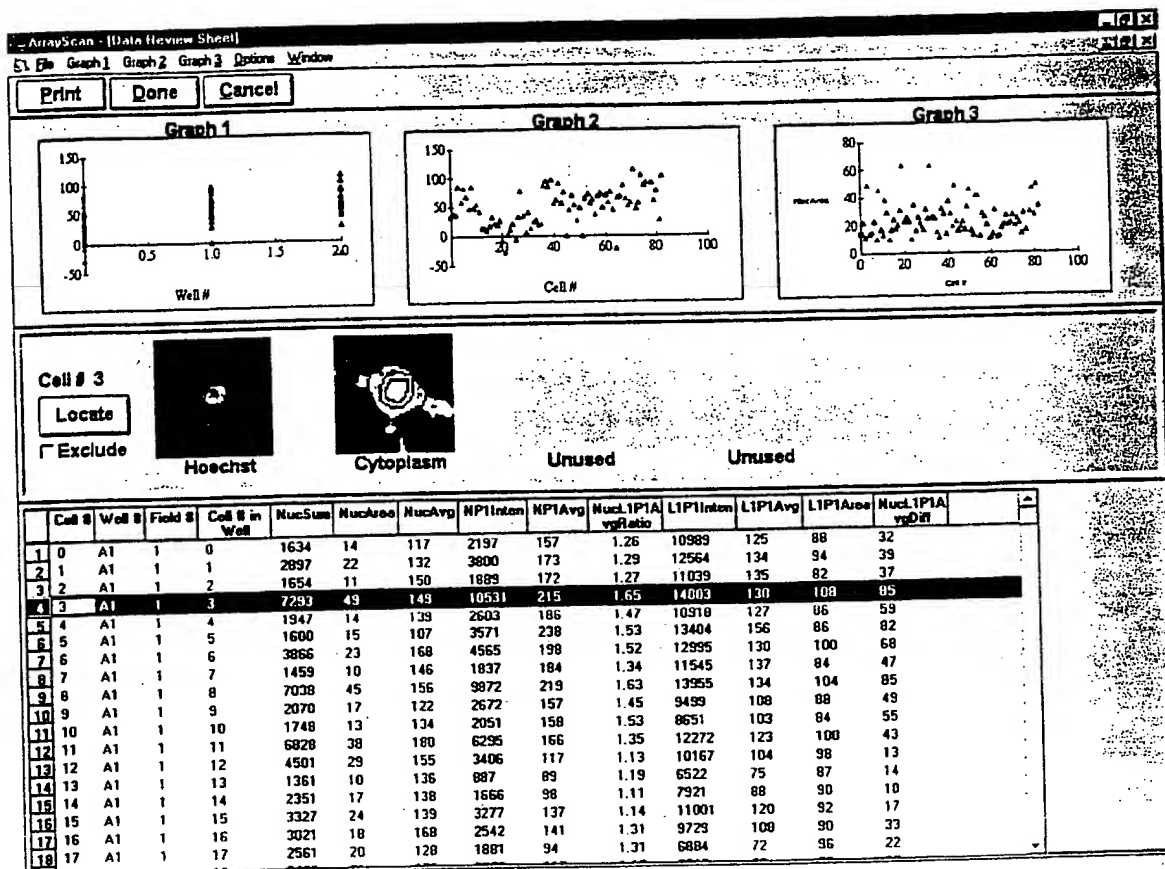 ArrayScan - [Data Review Sheet]
File Graph 1 Graph 2 Graph 3 Options Window
Print Done Cancel
Graph 1
150
100
50
0
-50
0.5 1.0 1.5 2.0
Well #
Graph 2
150
100
50
0
-50
20 40 60 80 100
Cell #
Graph 3
80
60
40
20
0
NucArea
0 20 40 60 80 100
Cell #
Cell # 3
Locate
Exclude
Hoechst Cytoplasm Unused Unused
Cell # Well # Field # Cell # in Well NucSum NucArea NucAvg NP1Inten NP1Avg NucL1P1AvgRatio L1P1Inten L1P1Avg L1P1Area NucL1P1AvgDiff
1 0 A1 1 0 1634 14 117 2197 157 1.26 10989 125 88 32
2 1 A1 1 1 2897 22 132 3800 173 1.29 12564 134 94 39
3 2 A1 1 2 1654 11 150 1889 172 1.27 11039 135 82 37
4 3 A1 1 3 7293 49 149 10531 215 1.65 14003 130 108 85
5 4 A1 1 4 1947 14 139 2603 186 1.47 10918 127 86 59
6 5 A1 1 5 1600 15 107 3571 238 1.53 13404 156 86 82
7 6 A1 1 6 3866 23 168 4565 198 1.52 12995 130 100 68
8 7 A1 1 7 1459 10 146 1837 184 1.34 11545 137 84 47
9 8 A1 1 8 7038 45 156 9872 219 1.63 13955 134 104 85
10 9 A1 1 9 2070 17 122 2672 157 1.45 9499 108 88 49
11 10 A1 1 10 1748 13 134 2051 158 1.53 8651 103 84 55
12 11 A1 1 11 6828 38 180 6295 166 1.35 12272 123 100 43
13 12 A1 1 12 4501 29 155 3406 117 1.13 10167 104 98 13
14 13 A1 1 13 1361 10 136 887 89 1.19 6522 75 87 14
15 14 A1 1 14 2351 17 138 1666 98 1.11 7921 88 90 10
16 15 A1 1 15 3327 24 139 3277 137 1.14 11001 120 92 17
17 16 A1 1 16 3021 18 168 2542 141 1.31 9729 108 90 33
18 17 A1 1 17 2561 20 128 1881 94 1.31 6884 72 96 22